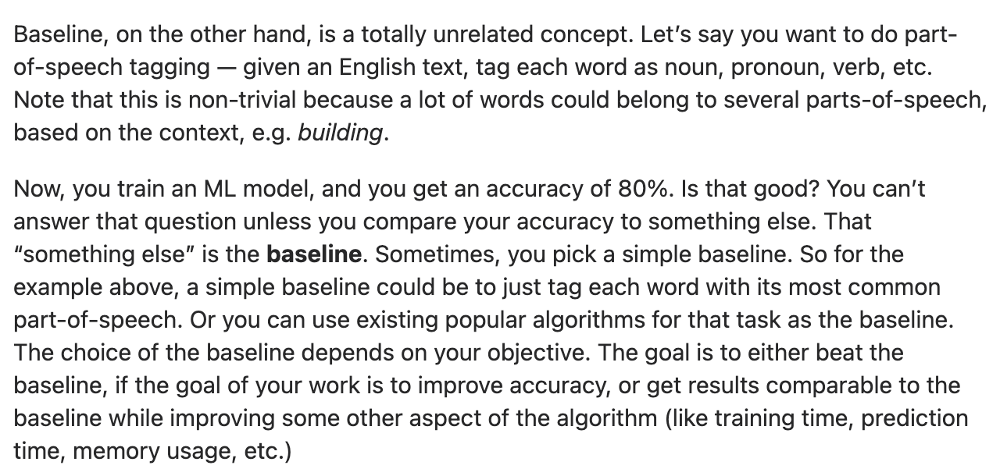 Baseline, on the other hand, is a totally unrelated concept. Let’s say you want to do part-
of-speech tagging — given an English text, tag each word as noun, pronoun, verb, etc.
Note that this is non-trivial because a lot of words could belong to several parts-of-speech,
based on the context, e.g. building.
Now, you train an ML model, and you get an accuracy of 80%. Is that good? You can’t
answer that question unless you compare your accuracy to something else. That
“something else” is the baseline. Sometimes, you pick a simple baseline. So for the
example above, a simple baseline could be to just tag each word with its most common
part-of-speech. Or you can use existing popular algorithms for that task as the baseline.
The choice of the baseline depends on your objective. The goal is to either beat the
baseline, if the goal of your work is to improve accuracy, or get results comparable to the
baseline while improving some other aspect of the algorithm (like training time, prediction
time, memory usage, etc.)